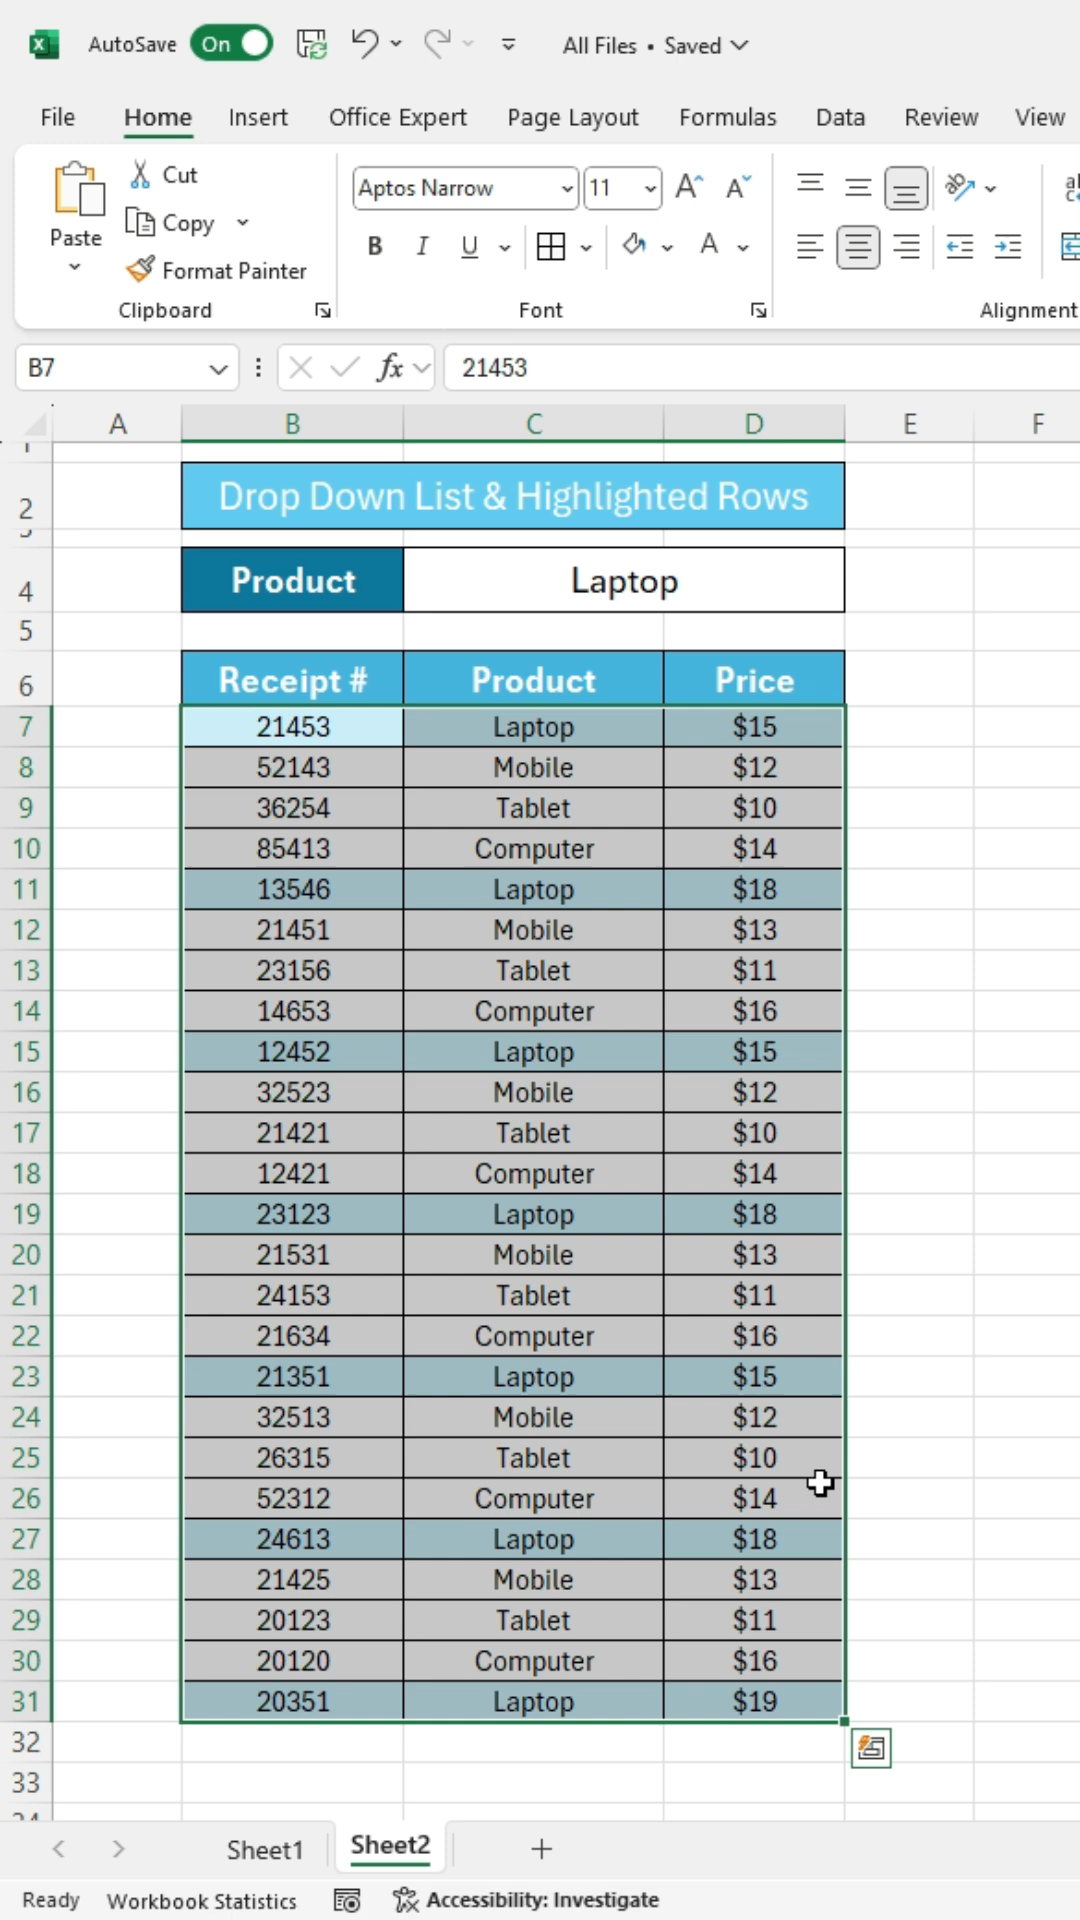 AutoSave On All Files • Saved
File Home Insert Office Expert Page Layout Formulas Data Review View
Paste Cut Copy Format Painter
Clipboard
Aptos Narrow 11
B I U A
Font
Alignment
B7 fx 21453
A B C D E F
2 Drop Down List & Highlighted Rows
4 Product Laptop
5
6 Receipt # Product Price
7 21453 Laptop $15
8 52143 Mobile $12
9 36254 Tablet $10
10 85413 Computer $14
11 13546 Laptop $18
12 21451 Mobile $13
13 23156 Tablet $11
14 14653 Computer $16
15 12452 Laptop $15
16 32523 Mobile $12
17 21421 Tablet $10
18 12421 Computer $14
19 23123 Laptop $18
20 21531 Mobile $13
21 24153 Tablet $11
22 21634 Computer $16
23 21351 Laptop $15
24 32513 Mobile $12
25 26315 Tablet $10
26 52312 Computer $14
27 24613 Laptop $18
28 21425 Mobile $13
29 20123 Tablet $11
30 20120 Computer $16
31 20351 Laptop $19
32
33
Sheet1 Sheet2
Ready Workbook Statistics Accessibility: Investigate